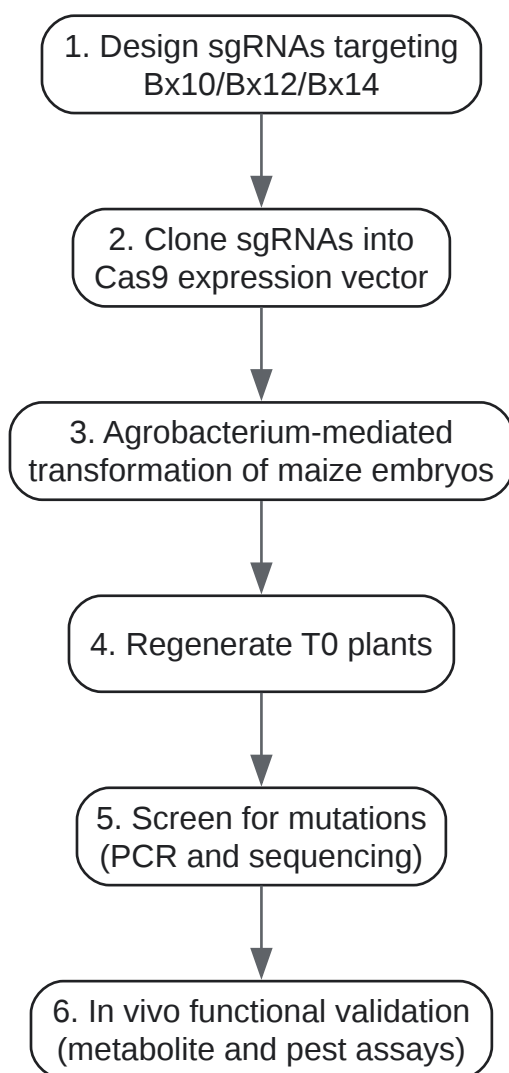 1. Design sgRNAs targeting
Bx10/Bx12/Bx14
2. Clone sgRNAs into
Cas9 expression vector
3. Agrobacterium-mediated
transformation of maize embryos
4. Regenerate T0 plants
5. Screen for mutations
(PCR and sequencing)
6. In vivo functional validation
(metabolite and pest assays)